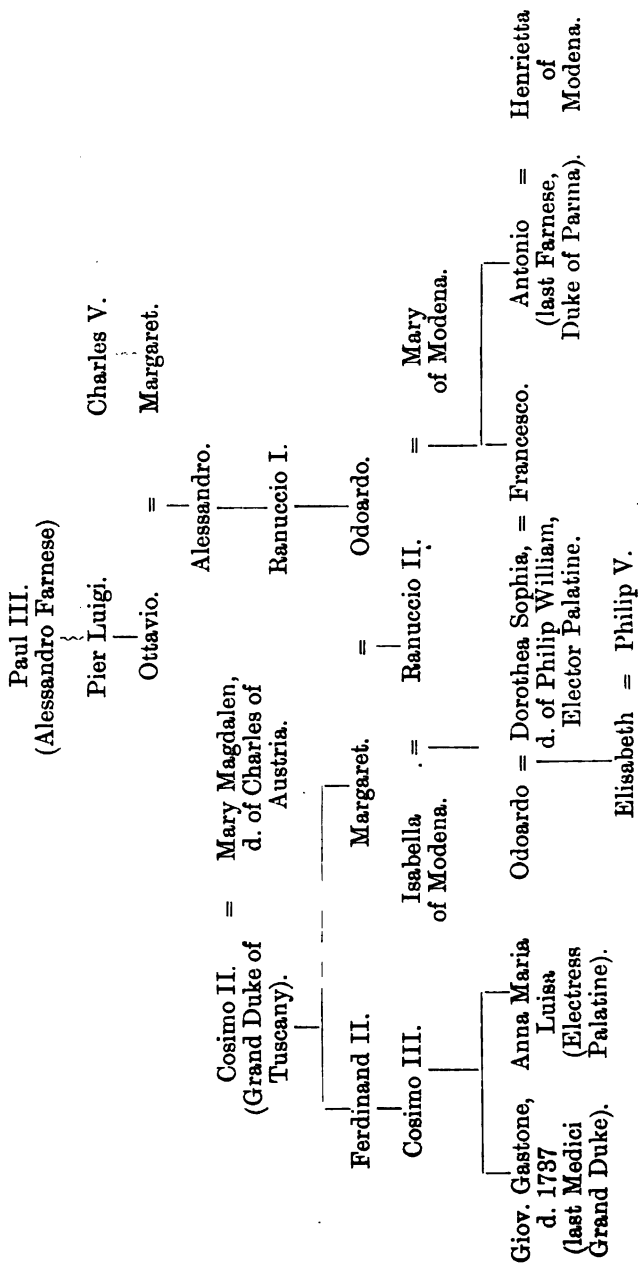 Paul III.
(Alessandro Farnese)
Pier Luigi.
Charles V.
Ottavio.
=
Margaret.
Cosimo II.
(Grand Duke of
Tuscany).
=
Mary Magdalen,
d. of Charles of
Austria.
Alessandro.
Ranuccio I.
Ferdinand II.
Margaret.
=
Odoardo.
Cosimo III.
Isabella
of Modena.
=
Ranuccio II.
=
Mary
of Modena.
Giov. Gastone,
d. 1737
(last Medici
Grand Duke).
Anna Maria
Luisa
(Electress
Palatine).
Odoardo = Dorothea Sophia, = Francesco.
d. of Philip William,
Elector Palatine.
Antonio
(last Farnese,
Duke of Parma).
=
Henrietta
of
Modena.
Elisabeth = Philip V.